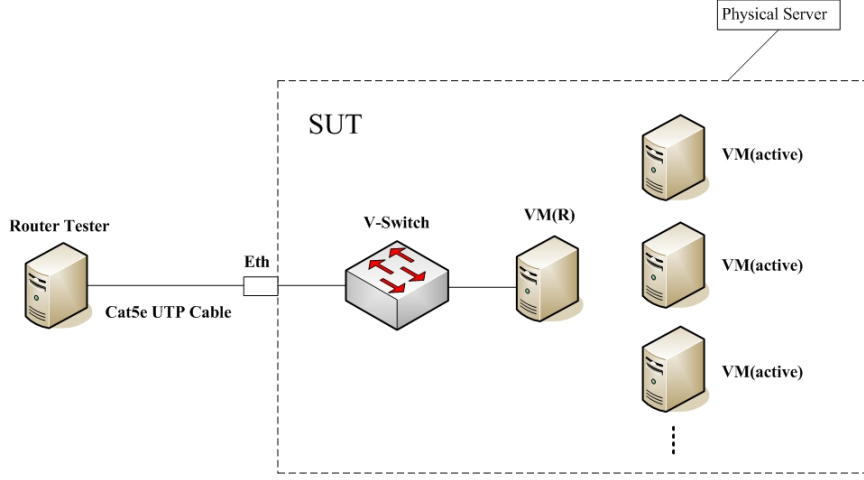 Physical Server
SUT
VM(active)
Router Tester
Eth
V-Switch
VM(R)
VM(active)
Cat5e UTP Cable
VM(active)